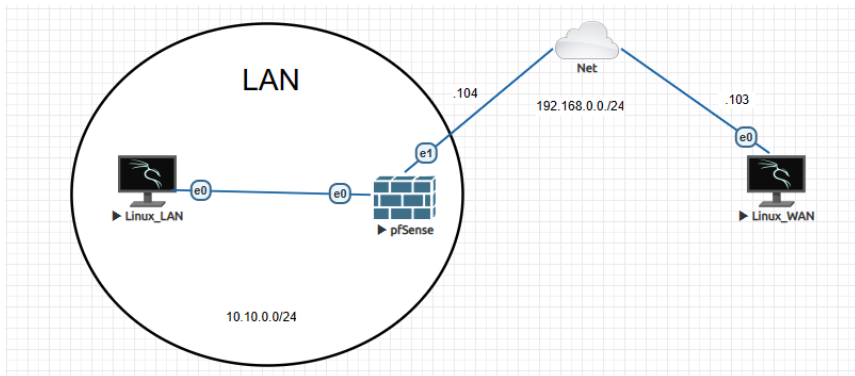 LAN
Net
.104
192.168.0.0./24
.103
e1
e0
e0
e0
Linux_LAN
pfSense
Linux_WAN
10.10.0.0/24